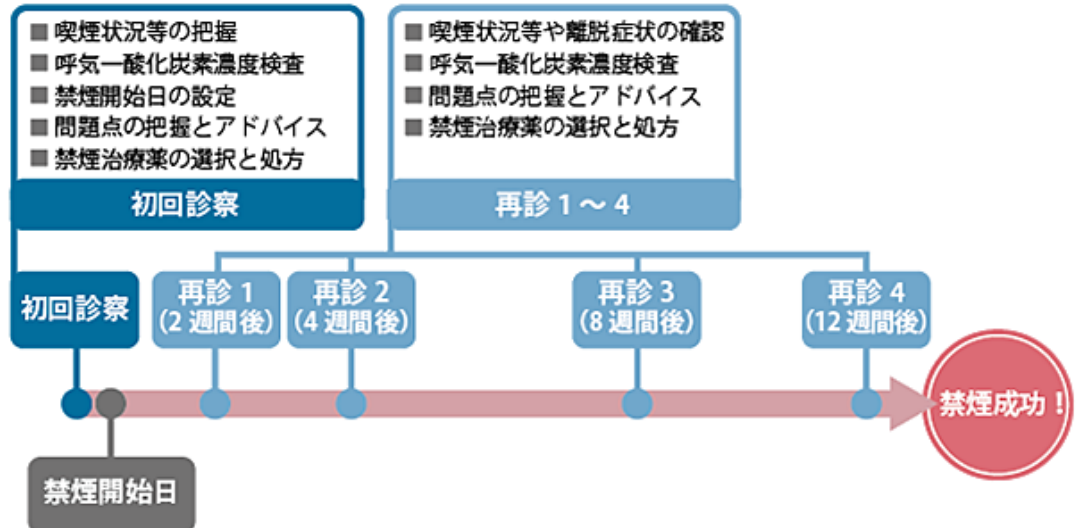 ■ 喫煙状況等の把握
■ 呼気一酸化炭素濃度検査
■ 禁煙開始日の設定
■ 問題点の把握とアドバイス
■ 禁煙治療薬の選択と処方
初回診察
■ 喫煙状況等や離脱症状の確認
■ 呼気一酸化炭素濃度検査
■ 問題点の把握とアドバイス
■ 禁煙治療薬の選択と処方
再診 1 ～ 4
初回診察
再診 1
(2 週間後)
再診 2
(4 週間後)
再診 3
(8 週間後)
再診 4
(12 週間後)
禁煙成功！
禁煙開始日